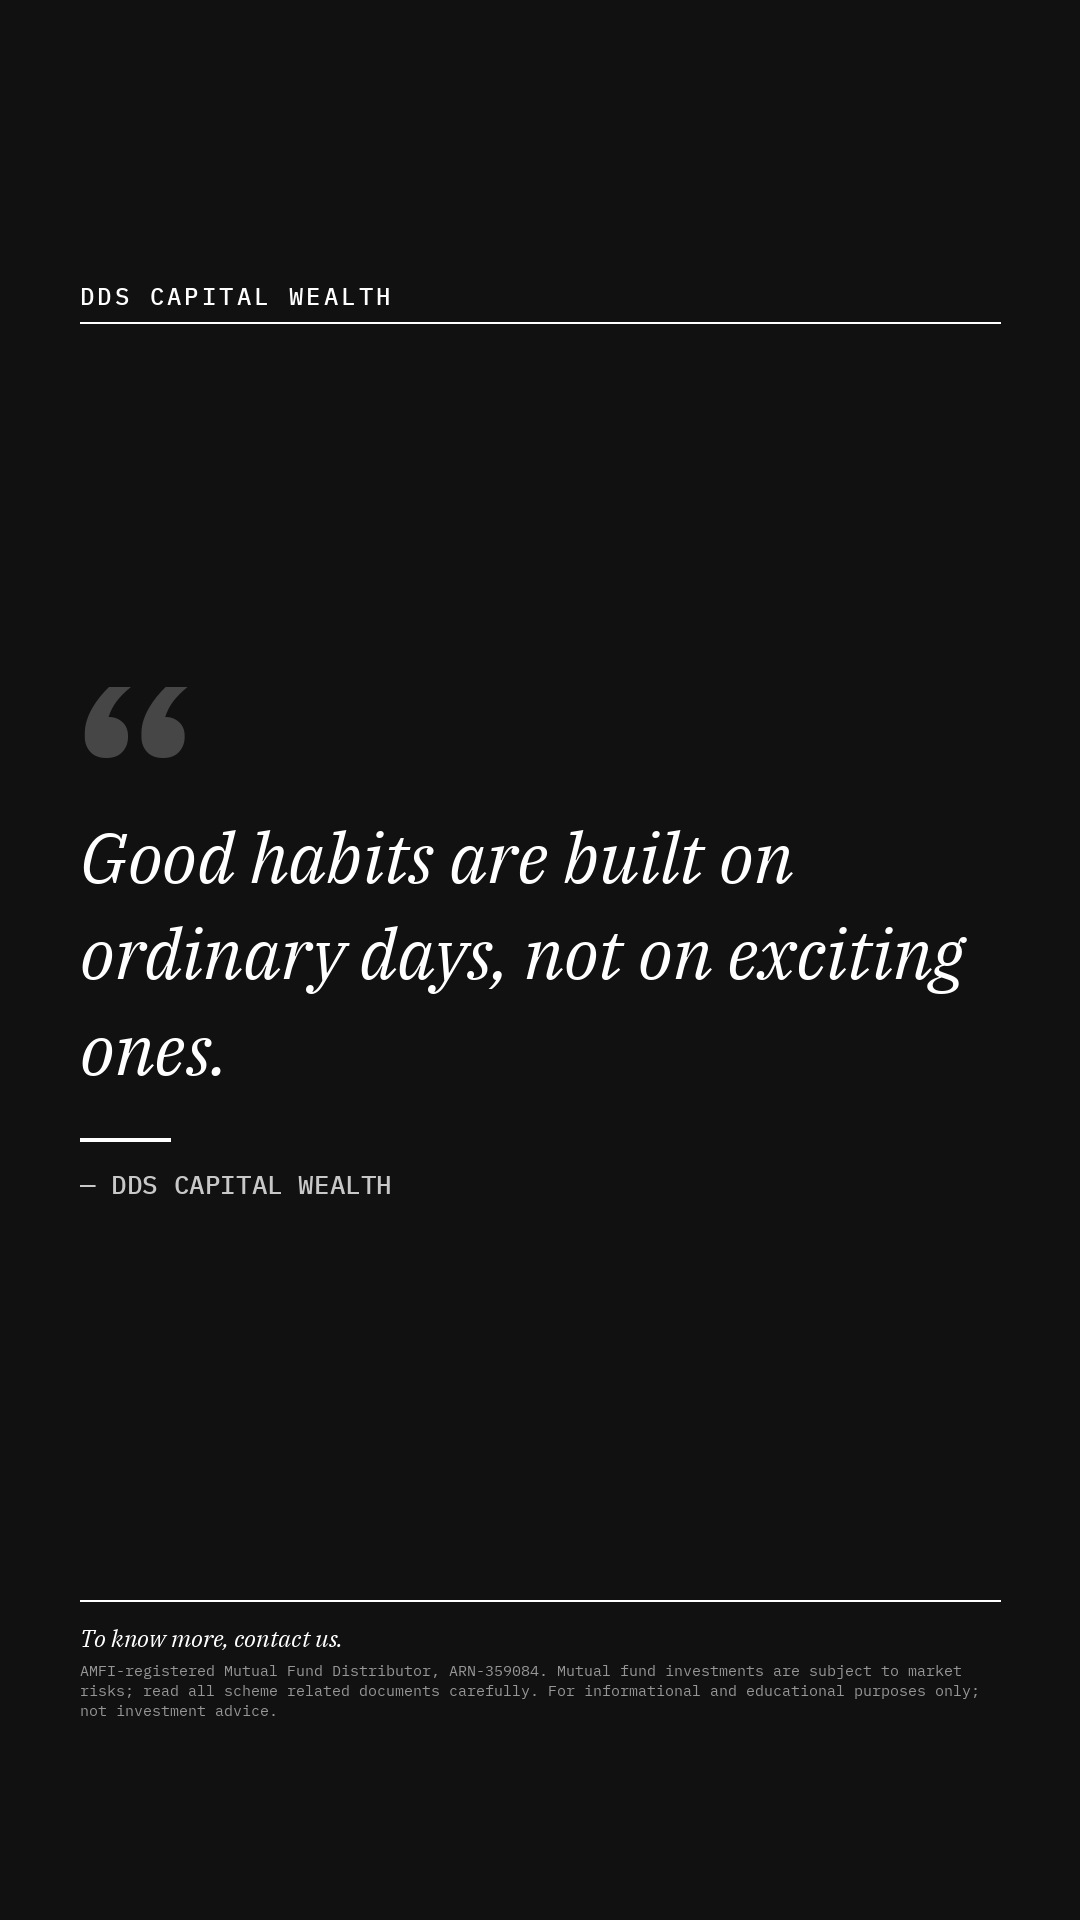 DDS CAPITAL WEALTH
“
Good habits are built on
ordinary days, not on exciting
ones.
— DDS CAPITAL WEALTH
To know more, contact us.
AMFI-registered Mutual Fund Distributor, ARN-359084. Mutual fund investments are subject to market
risks; read all scheme related documents carefully. For informational and educational purposes only;
not investment advice.